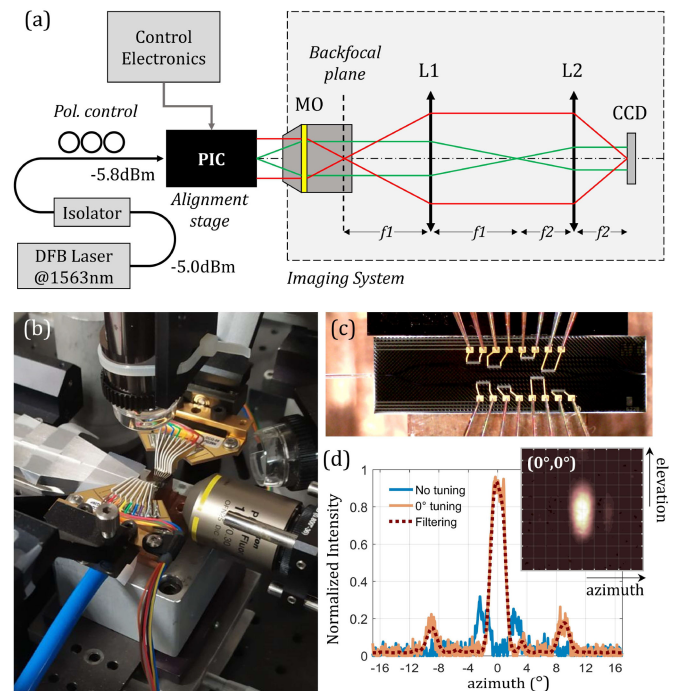 (a)
Control
Electronics
Pol. control
-5.8dBm
PIC
Alignment
stage
Isolator
DFB Laser
@1563nm
-5.0dBm
Backfocal
plane
MO
L1
L2
CCD
f1
f1
f2
f2
Imaging System
(b)
(c)
(d)
Normalized Intensity
1
0.8
0.6
0.4
0.2
0
No tuning
0° tuning
Filtering
-16 -12 -8 -4 0 4 8 12 16
azimuth (°)
(0°,0°)
elevation
azimuth